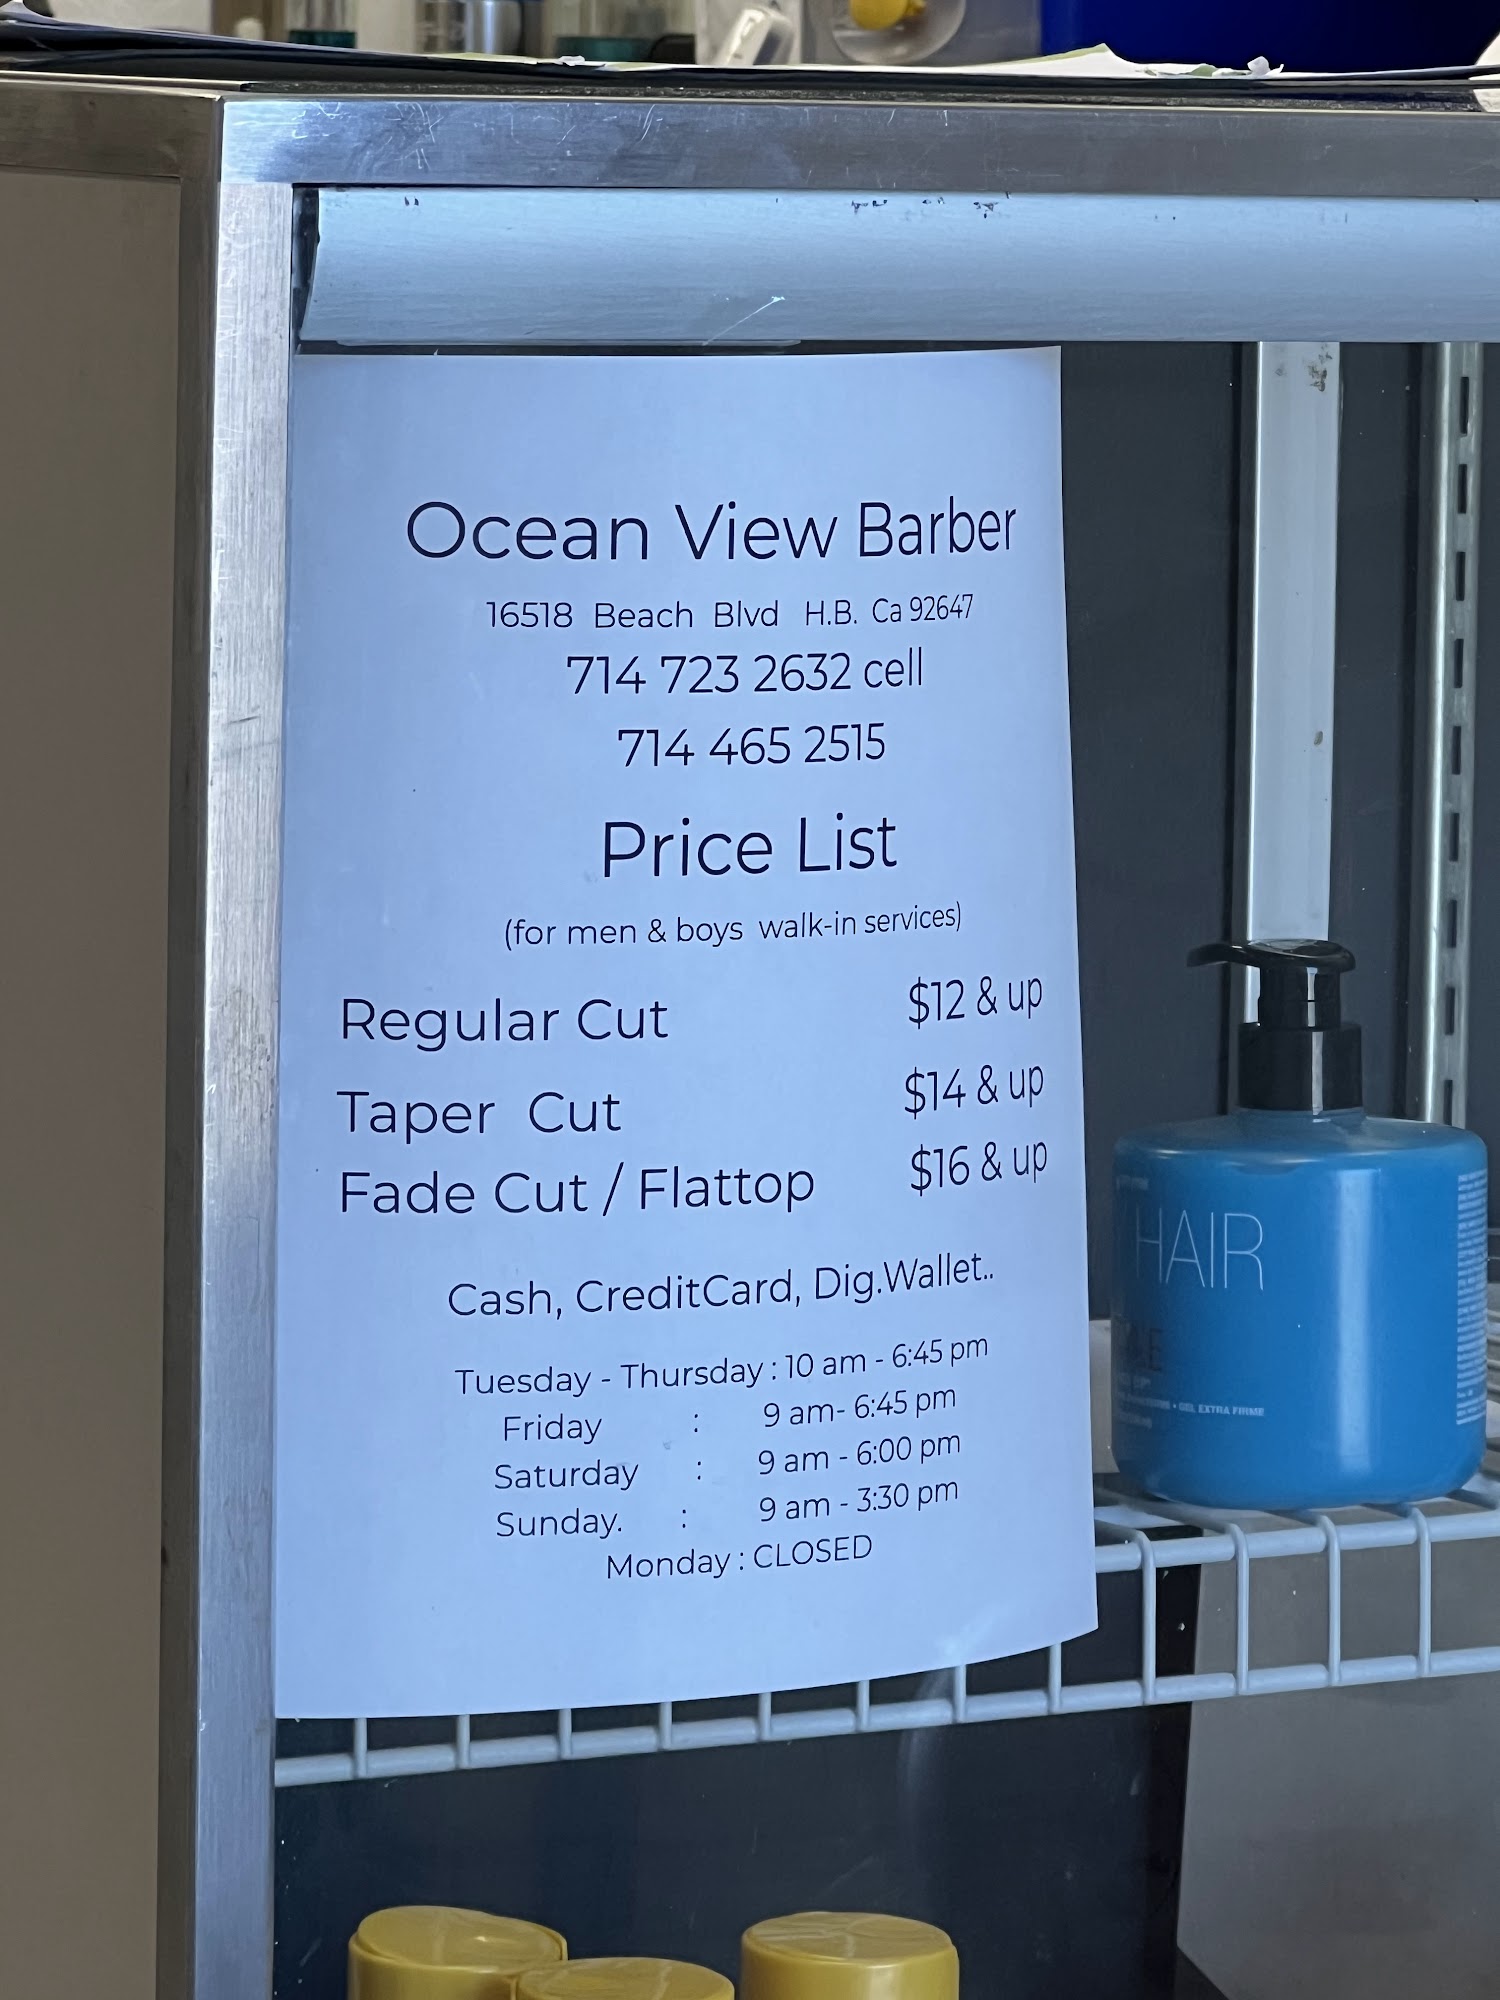 Ocean View Barber
16518 Beach Blvd H.B. Ca 92647
714 723 2632 cell
714 465 2515
Price List
(for men & boys walk-in services)
Regular Cut $12 & up
Taper Cut $14 & up
Fade Cut / Flattop $16 & up
Cash, CreditCard, Dig.Wallet..
Tuesday - Thursday : 10 am - 6:45 pm
Friday : 9 am- 6:45 pm
Saturday : 9 am - 6:00 pm
Sunday. : 9 am - 3:30 pm
Monday : CLOSED
HAIR
• GEL EXTRA FIRME